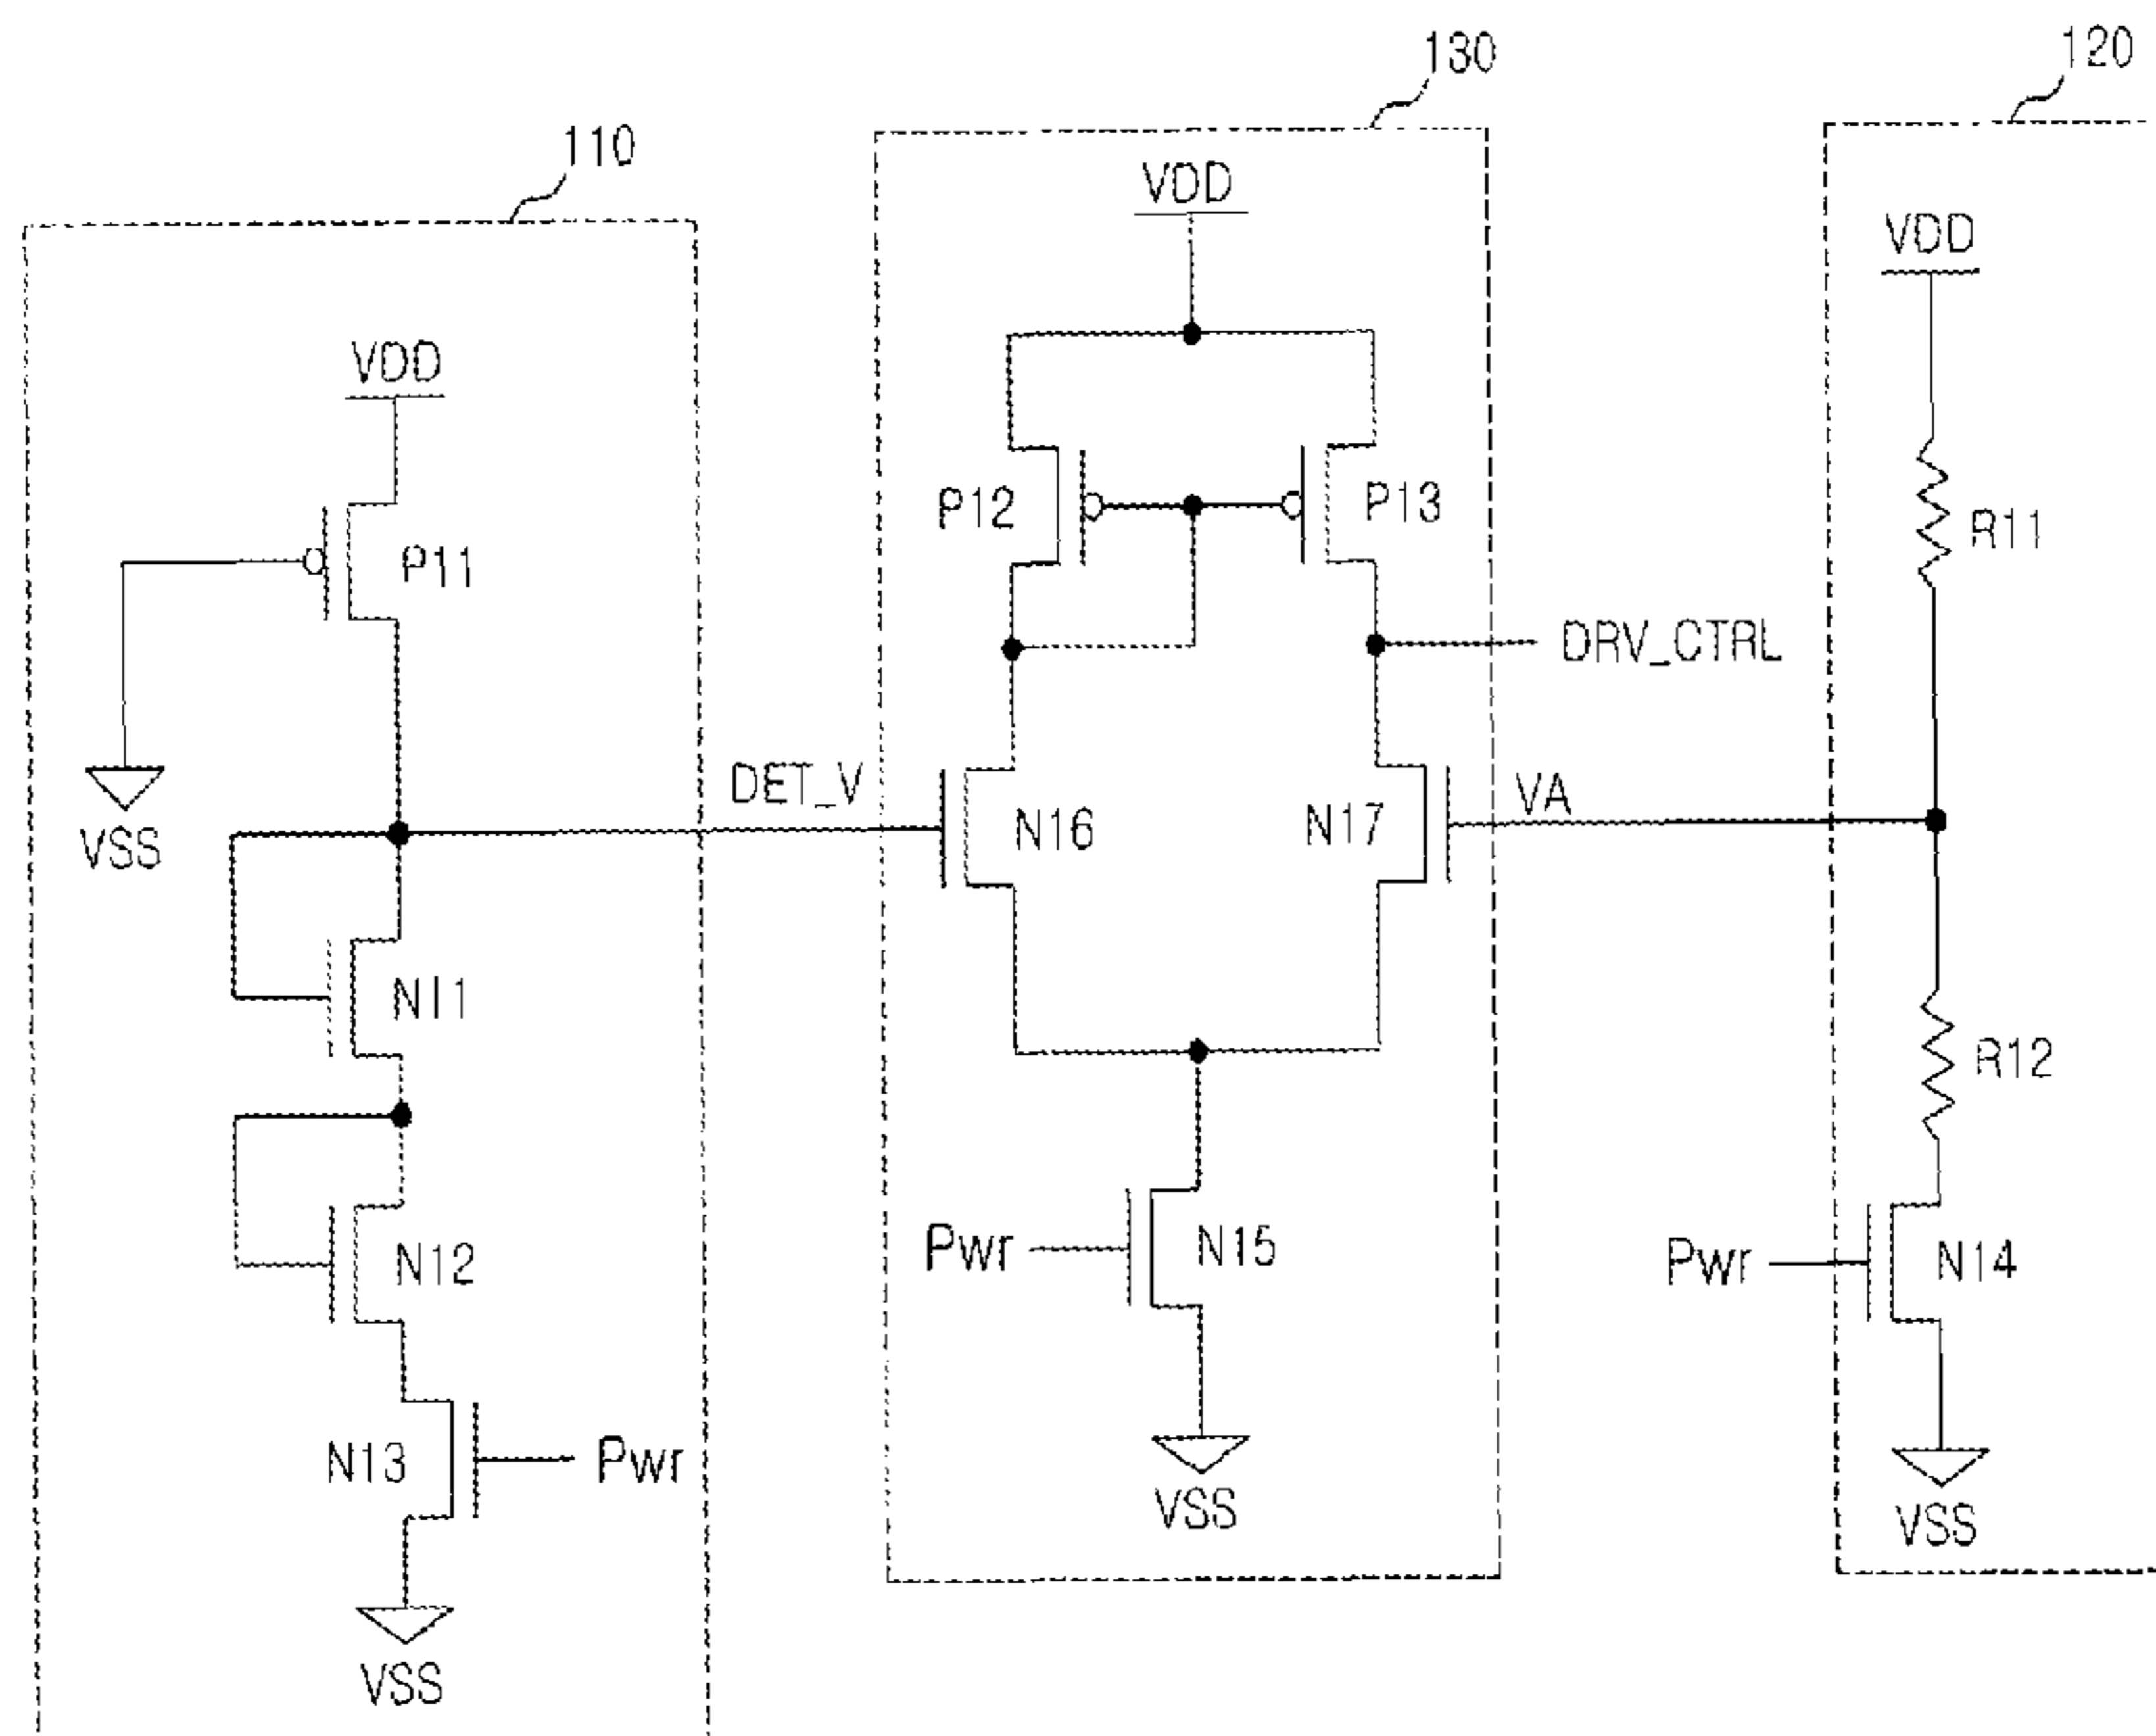 110
VDD
P11
VSS
DET_V
N11
N12
N13
Pwr
VSS
130
VDD
P12
P13
DRV_CTRL
N16
N17
VA
Pwr
N15
VSS
120
VDD
R11
R12
Pwr
N14
VSS